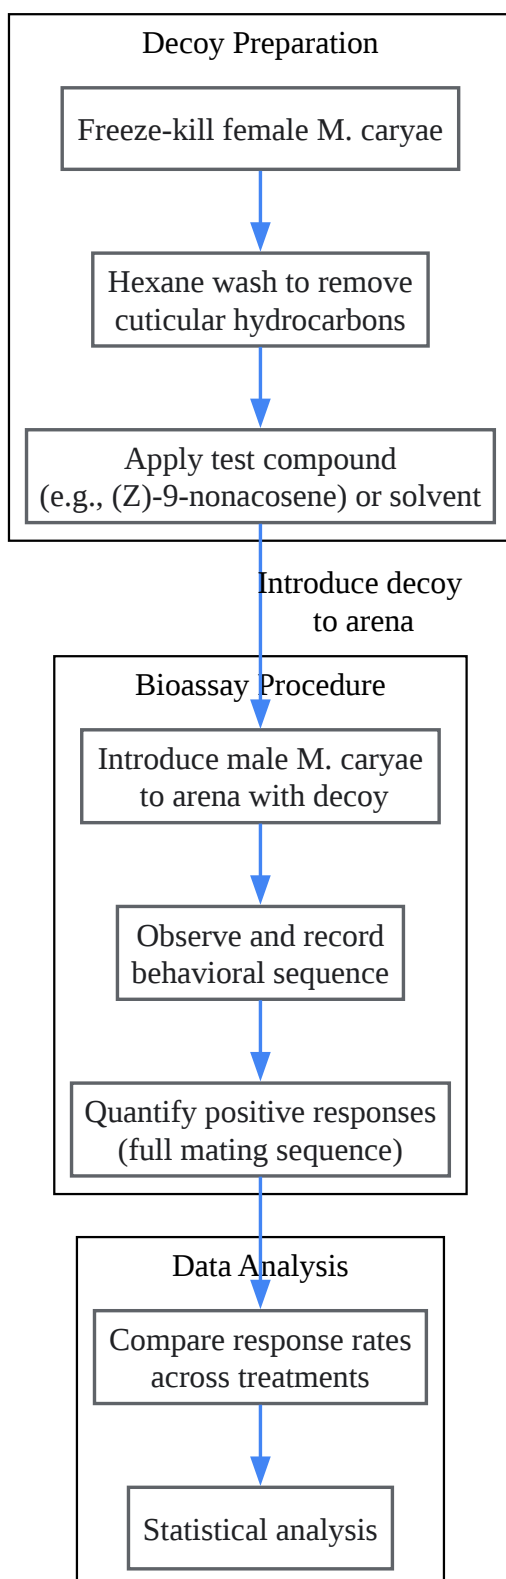 Decoy Preparation
Freeze-kill female M. caryae
Hexane wash to remove
cuticular hydrocarbons
Apply test compound
(e.g., (Z)-9-nonacosene) or solvent
Introduce decoy
to arena
Bioassay Procedure
Introduce male M. caryae
to arena with decoy
Observe and record
behavioral sequence
Quantify positive responses
(full mating sequence)
Data Analysis
Compare response rates
across treatments
Statistical analysis